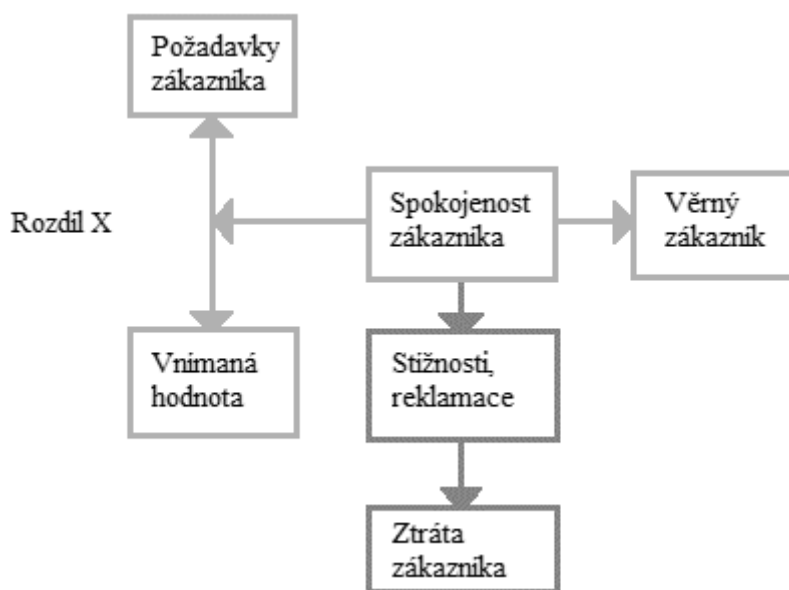 Požadavky
zákazníka
Rozdíl X
Spokojenost
zákazníka
Věrný
zákazník
Vnímaná
hodnota
Stížnosti,
reklamace
Ztráta
zákazníka